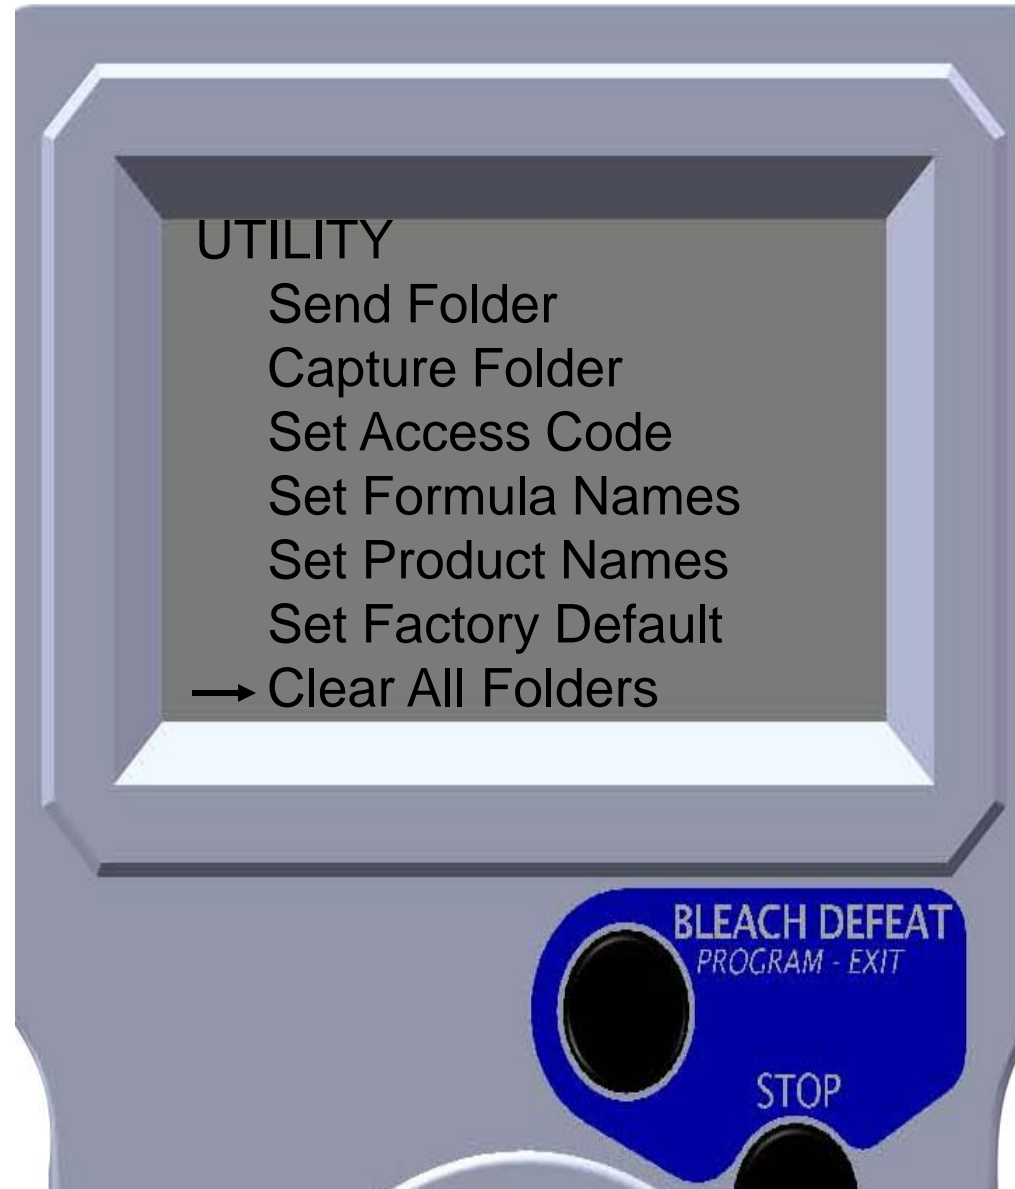 UTILITY
Send Folder
Capture Folder
Set Access Code
Set Formula Names
Set Product Names
Set Factory Default
Clear All Folders
BLEACH DEFEAT
PROGRAM - EXIT
STOP